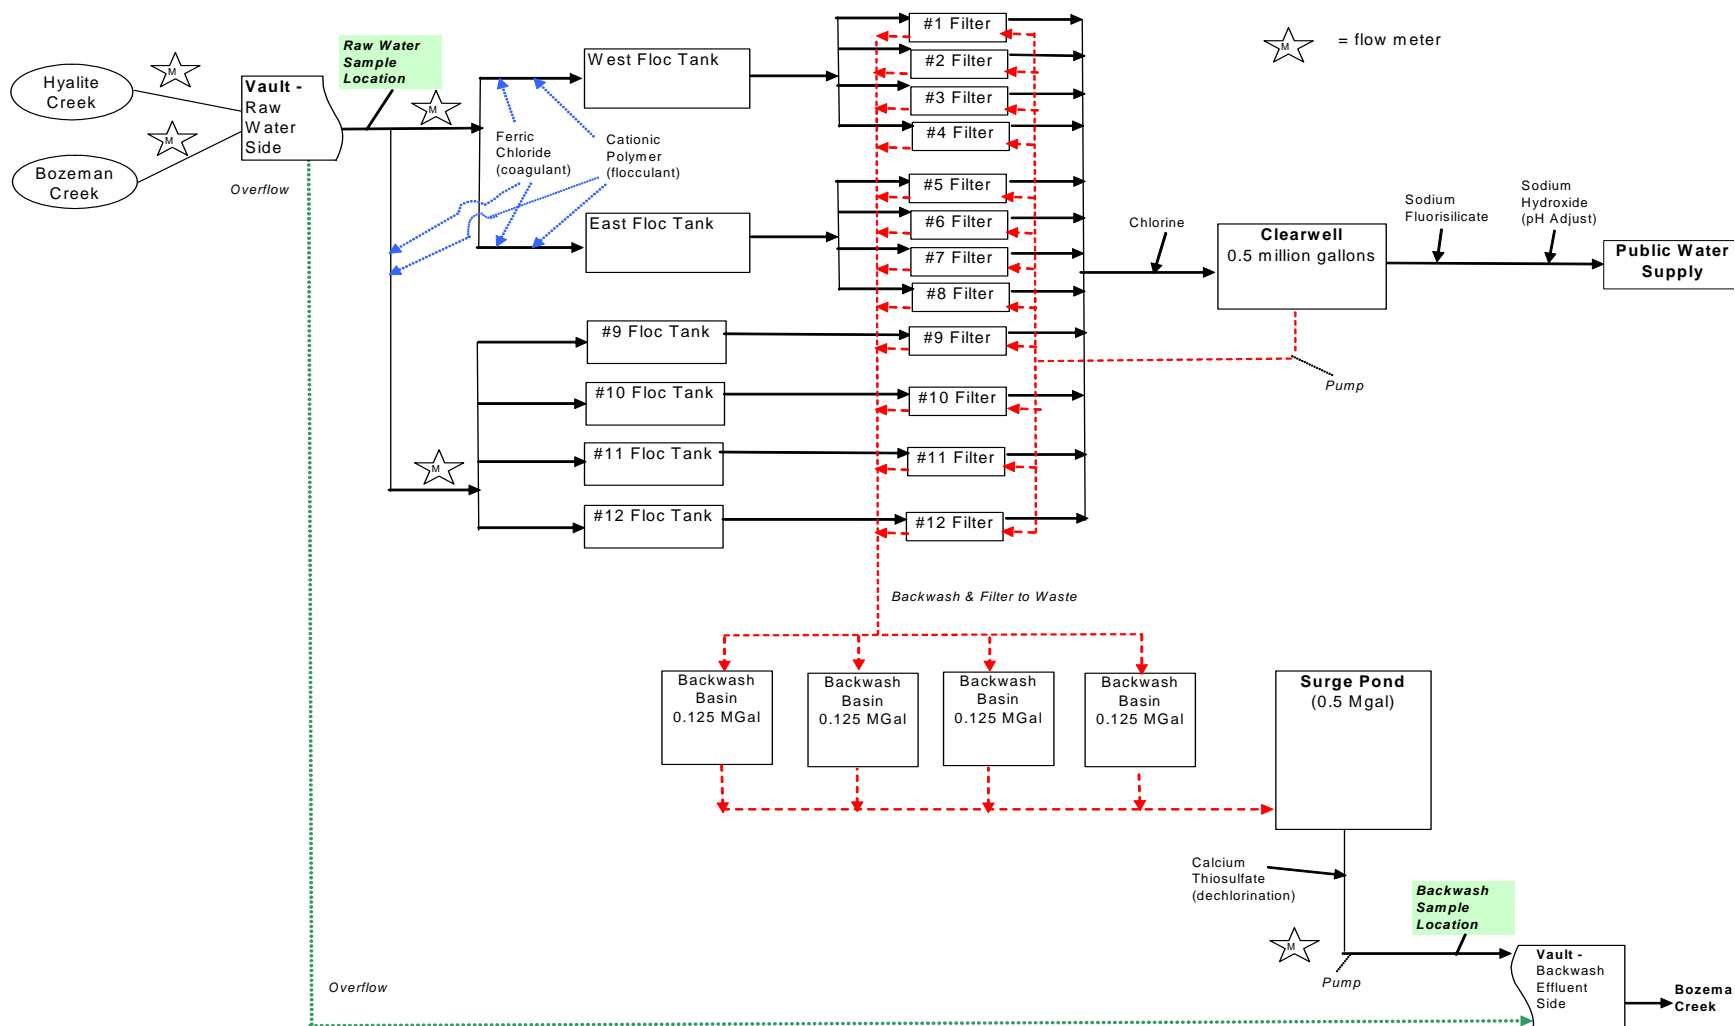 Hyalite
Creek
Bozeman
Creek
M
M
Vault -
Raw
Water
Side
Overflow
Raw Water
Sample
Location
M
Ferric
Chloride
(coagulant)
Cationic
Polymer
(flocculant)
West Floc Tank
East Floc Tank
#9 Floc Tank
#10 Floc Tank
#11 Floc Tank
#12 Floc Tank
M
#1 Filter
#2 Filter
#3 Filter
#4 Filter
#5 Filter
#6 Filter
#7 Filter
#8 Filter
#9 Filter
#10 Filter
#11 Filter
#12 Filter
M
= flow meter
Chlorine
Clearwell
0.5 million gallons
Sodium
Fluorisilicate
Sodium
Hydroxide
(pH Adjust)
Public Water
Supply
Pump
Backwash & Filter to Waste
Backwash
Basin
0.125 MGal
Backwash
Basin
0.125 MGal
Backwash
Basin
0.125 MGal
Backwash
Basin
0.125 MGal
Surge Pond
(0.5 Mgal)
Calcium
Thiosulfate
(dechlorination)
M
Pump
Backwash
Sample
Location
Vault -
Backwash
Effluent
Side
Bozema
Creek
Overflow